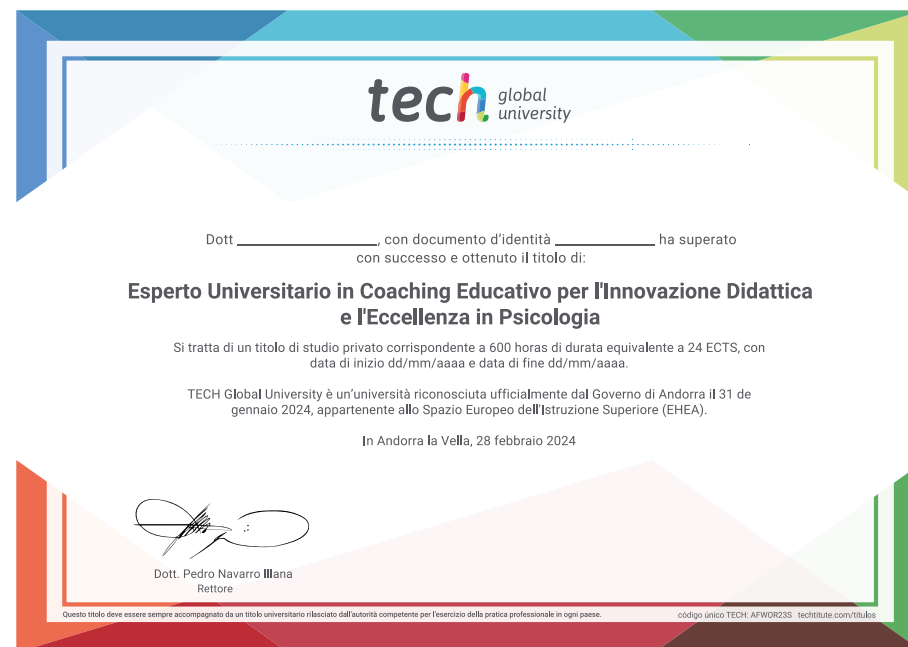 tech global university
Dott ____________, con documento d'identità ____________ ha superato
con successo e ottenuto il titolo di:
Esperto Universitario in Coaching Educativo per l'Innovazione Didattica
e l'Eccellenza in Psicologia
Si tratta di un titolo di studio privato corrispondente a 600 horas di durata equivalente a 24 ECTS, con
data di inizio dd/mm/aaaa e data di fine dd/mm/aaaa.
TECH Global University è un'università riconosciuta ufficialmente dal Governo di Andorra il 31 de
gennaio 2024, appartenente allo Spazio Europeo dell'Istruzione Superiore (EHEA).
In Andorra la Vella, 28 febbraio 2024
Dott. Pedro Navarro Illana
Rettore
Questo titolo deve essere sempre accompagnato da un titolo universitario rilasciato dall'autorità competente per l'esercizio della pratica professionale in ogni paese.
código único TECH: AFWOR23S techtitute.com/titulos